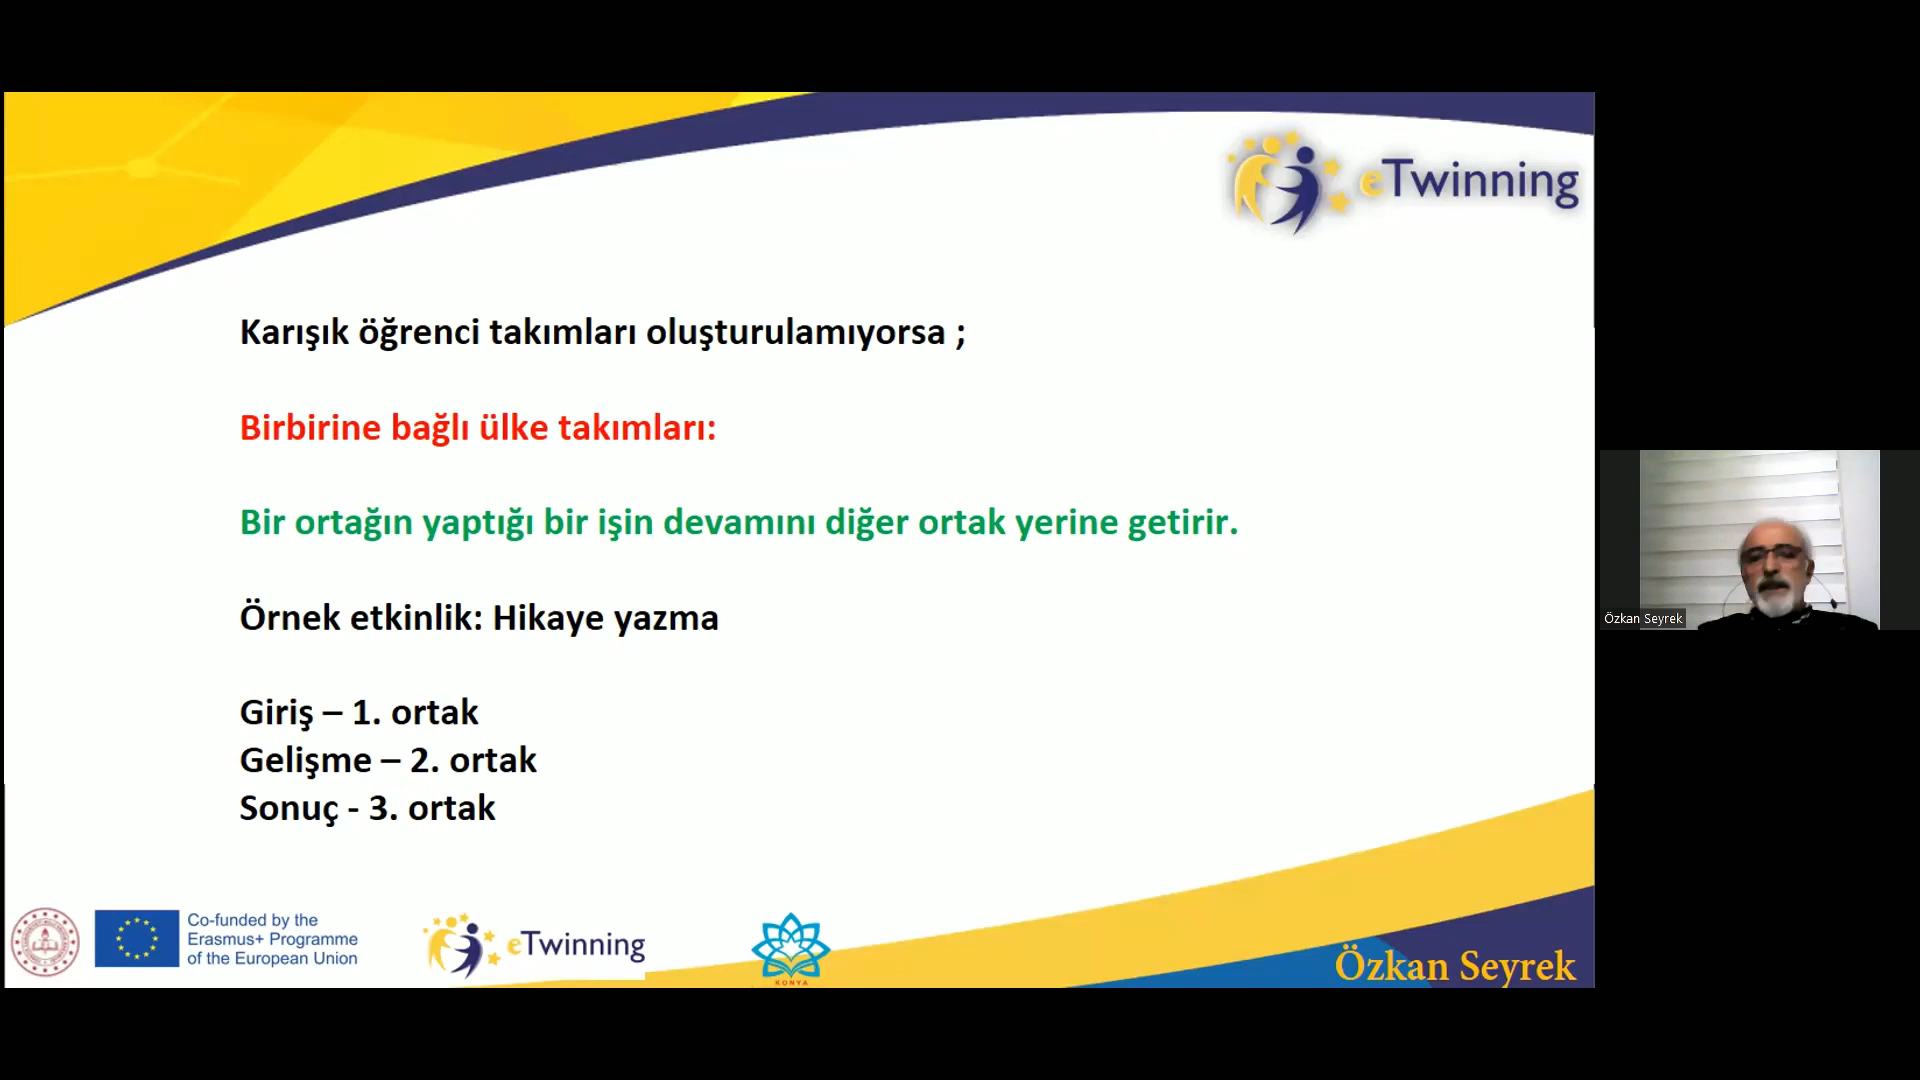 eTwinning
Karışık öğrenci takımları oluşturulamıyorsa ;
Birbirine bağlı ülke takımları:
Bir ortağın yaptığı bir işin devamını diğer ortak yerine getirir.
Örnek etkinlik: Hikaye yazma
Giriş – 1. ortak
Gelişme – 2. ortak
Sonuç - 3. ortak
Özkan Seyrek
Co-funded by the
Erasmus+ Programme
of the European Union
eTwinning
KONYA
Özkan Seyrek